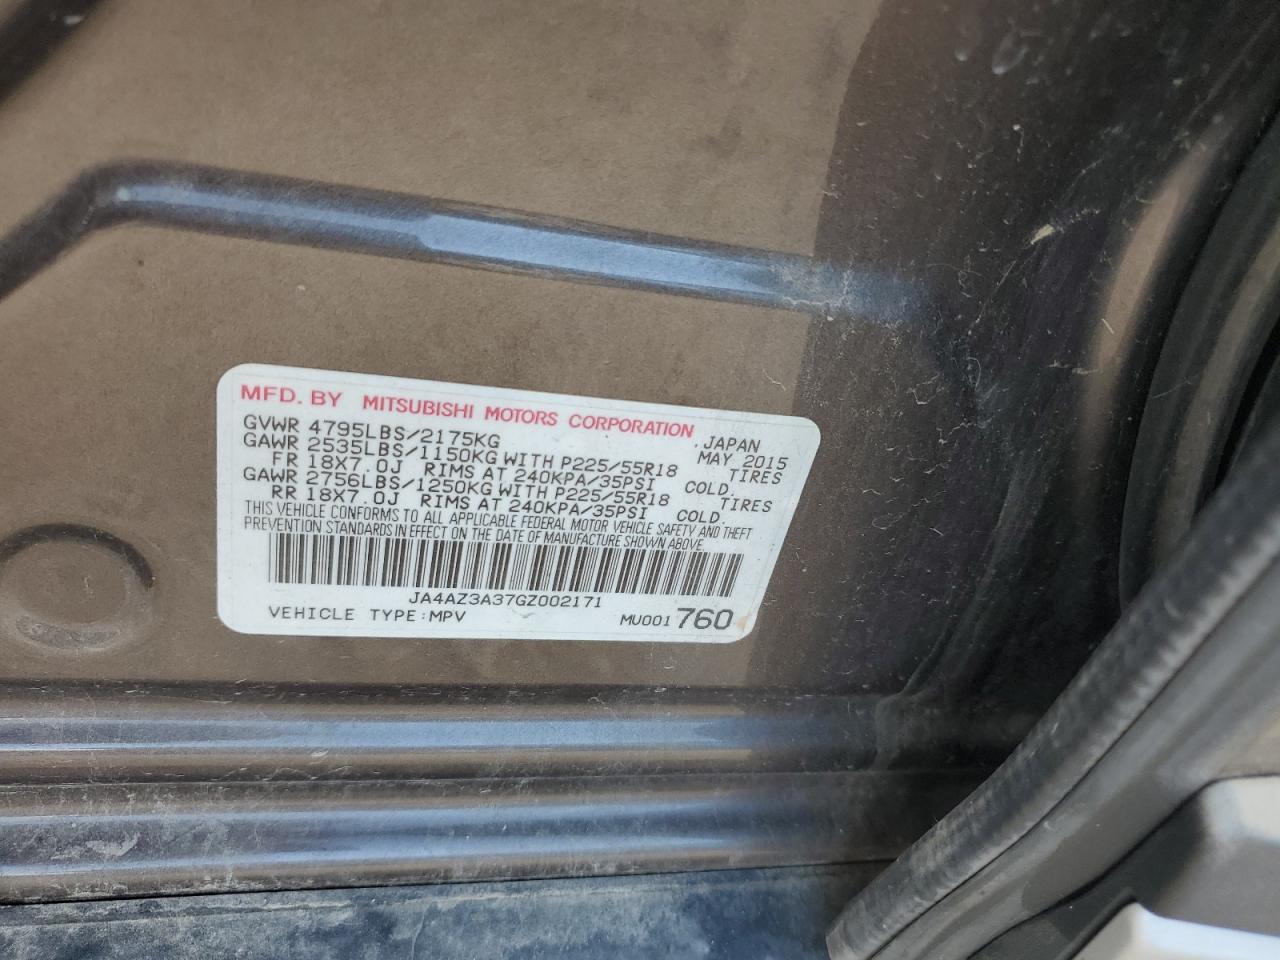 MFD. BY MITSUBISHI MOTORS CORPORATION .JAPAN
GVWR 4795LBS/2175KG MAY 2015
GAWR 2535LBS/1150KG WITH P225/55R18 TIRES
FR 18X7.0J RIMS AT 240KPA/35PSI COLD.
GAWR 2756LBS/1250KG WITH P225/55R18 TIRES
RR 18X7.0J RIMS AT 240KPA/35PSI COLD.
THIS VEHICLE CONFORMS TO ALL APPLICABLE FEDERAL MOTOR VEHICLE SAFETY AND THEFT
PREVENTION STANDARDS IN EFFECT ON THE DATE OF MANUFACTURE SHOWN ABOVE.
JA4AZ3A37GZ002171
VEHICLE TYPE:MPV MU001 760